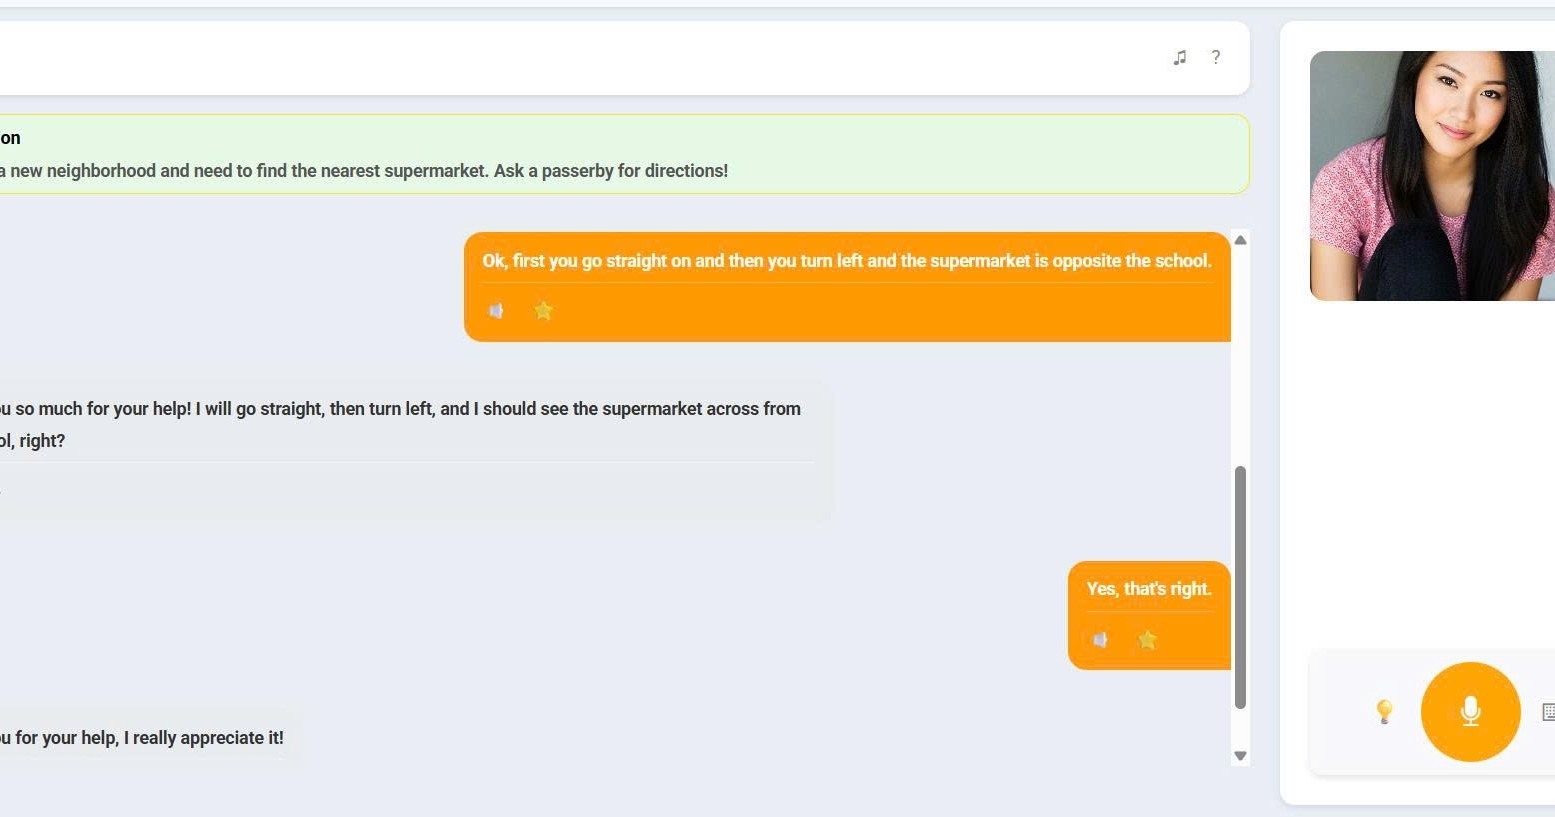 ?
on
a new neighborhood and need to find the nearest supermarket. Ask a passerby for directions!
Ok, first you go straight on and then you turn left and the supermarket is opposite the school.
u so much for your help! I will go straight, then turn left, and I should see the supermarket across from
ol, right?
Yes, that's right.
u for your help, I really appreciate it!